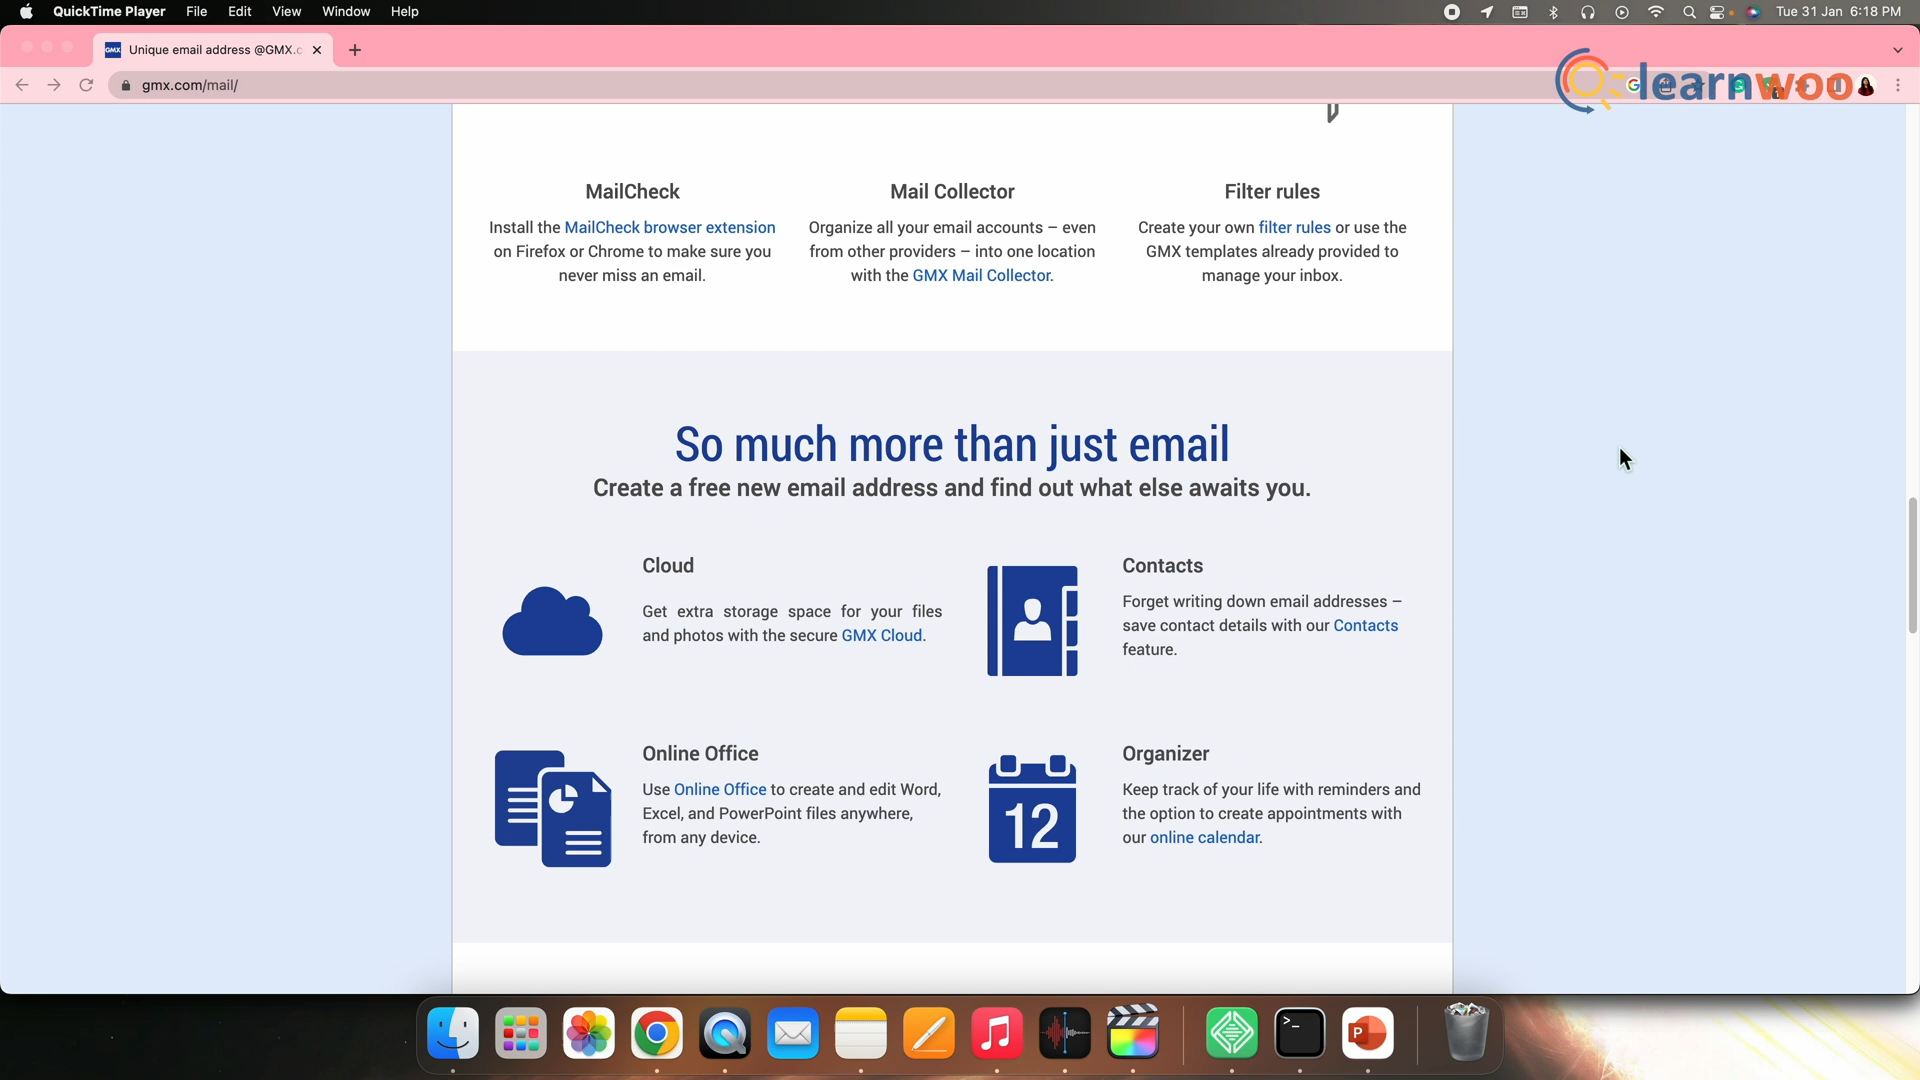 QuickTime Player File Edit View Window Help
Tue 31 Jan 6:18 PM
GMX Unique email address @GMX.c
gmx.com/mail/
learnwoo
MailCheck
Install the MailCheck browser extension
on Firefox or Chrome to make sure you
never miss an email.
Mail Collector
Organize all your email accounts – even
from other providers – into one location
with the GMX Mail Collector.
Filter rules
Create your own filter rules or use the
GMX templates already provided to
manage your inbox.
So much more than just email
Create a free new email address and find out what else awaits you.
Cloud
Get extra storage space for your files
and photos with the secure GMX Cloud.
Contacts
Forget writing down email addresses –
save contact details with our Contacts
feature.
Online Office
Use Online Office to create and edit Word,
Excel, and PowerPoint files anywhere,
from any device.
12
Organizer
Keep track of your life with reminders and
the option to create appointments with
our online calendar.
>_
P